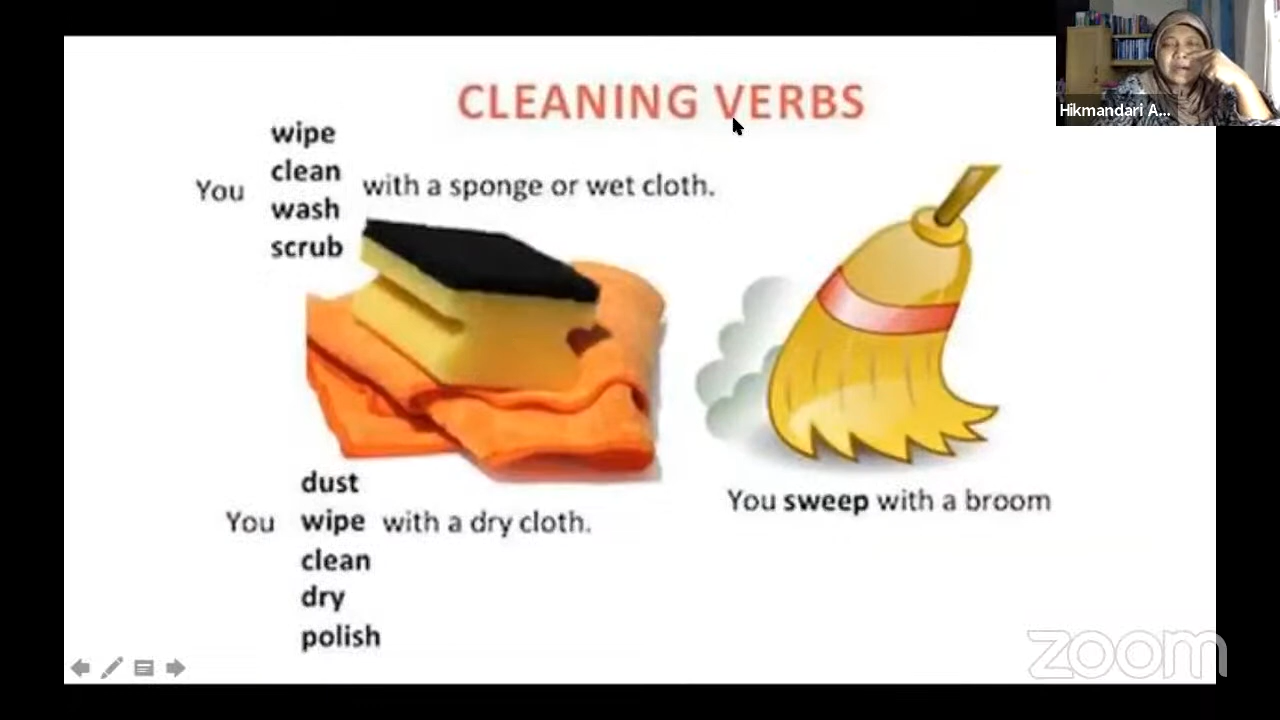 CLEANING VERBS
wipe
clean
You
with a sponge or wet cloth.
wash
scrub
dust
You wipe with a dry cloth.
clean
dry
polish
You sweep with a broom
Hikmandari A...
zoom